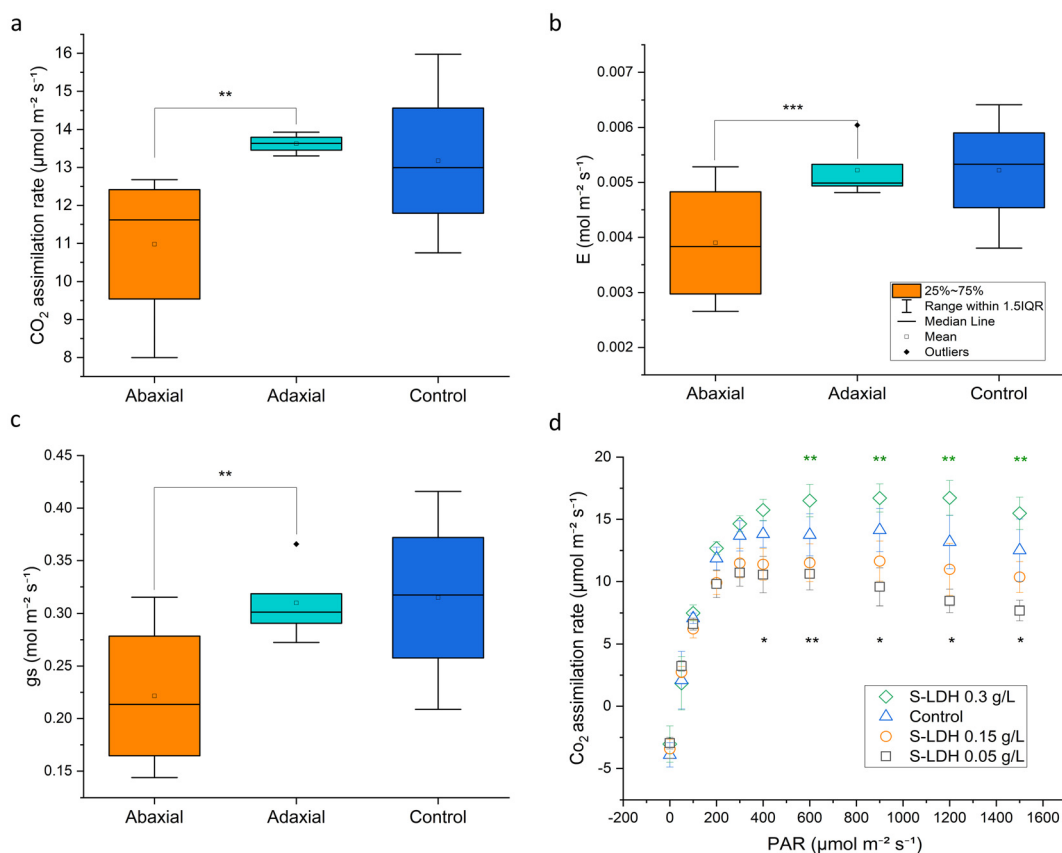 a
CO₂ assimilation rate (µmol m⁻² s⁻¹)
16
15
14
13
12
11
10
9
8
**
Abaxial
Adaxial
Control
b
E (mol m⁻² s⁻¹)
0.007
0.006
0.005
0.004
0.003
0.002
***
25%~75%
Range within 1.5IQR
Median Line
Mean
Outliers
Abaxial
Adaxial
Control
c
gs (mol m⁻² s⁻¹)
0.45
0.40
0.35
0.30
0.25
0.20
0.15
**
Abaxial
Adaxial
Control
d
Co₂ assimilation rate (µmol m⁻² s⁻¹)
20
15
10
5
0
-5
** ** ** **
* ** * * *
S-LDH 0.3 g/L
Control
S-LDH 0.15 g/L
S-LDH 0.05 g/L
-200 0 200 400 600 800 1000 1200 1400 1600
PAR (µmol m⁻² s⁻¹)